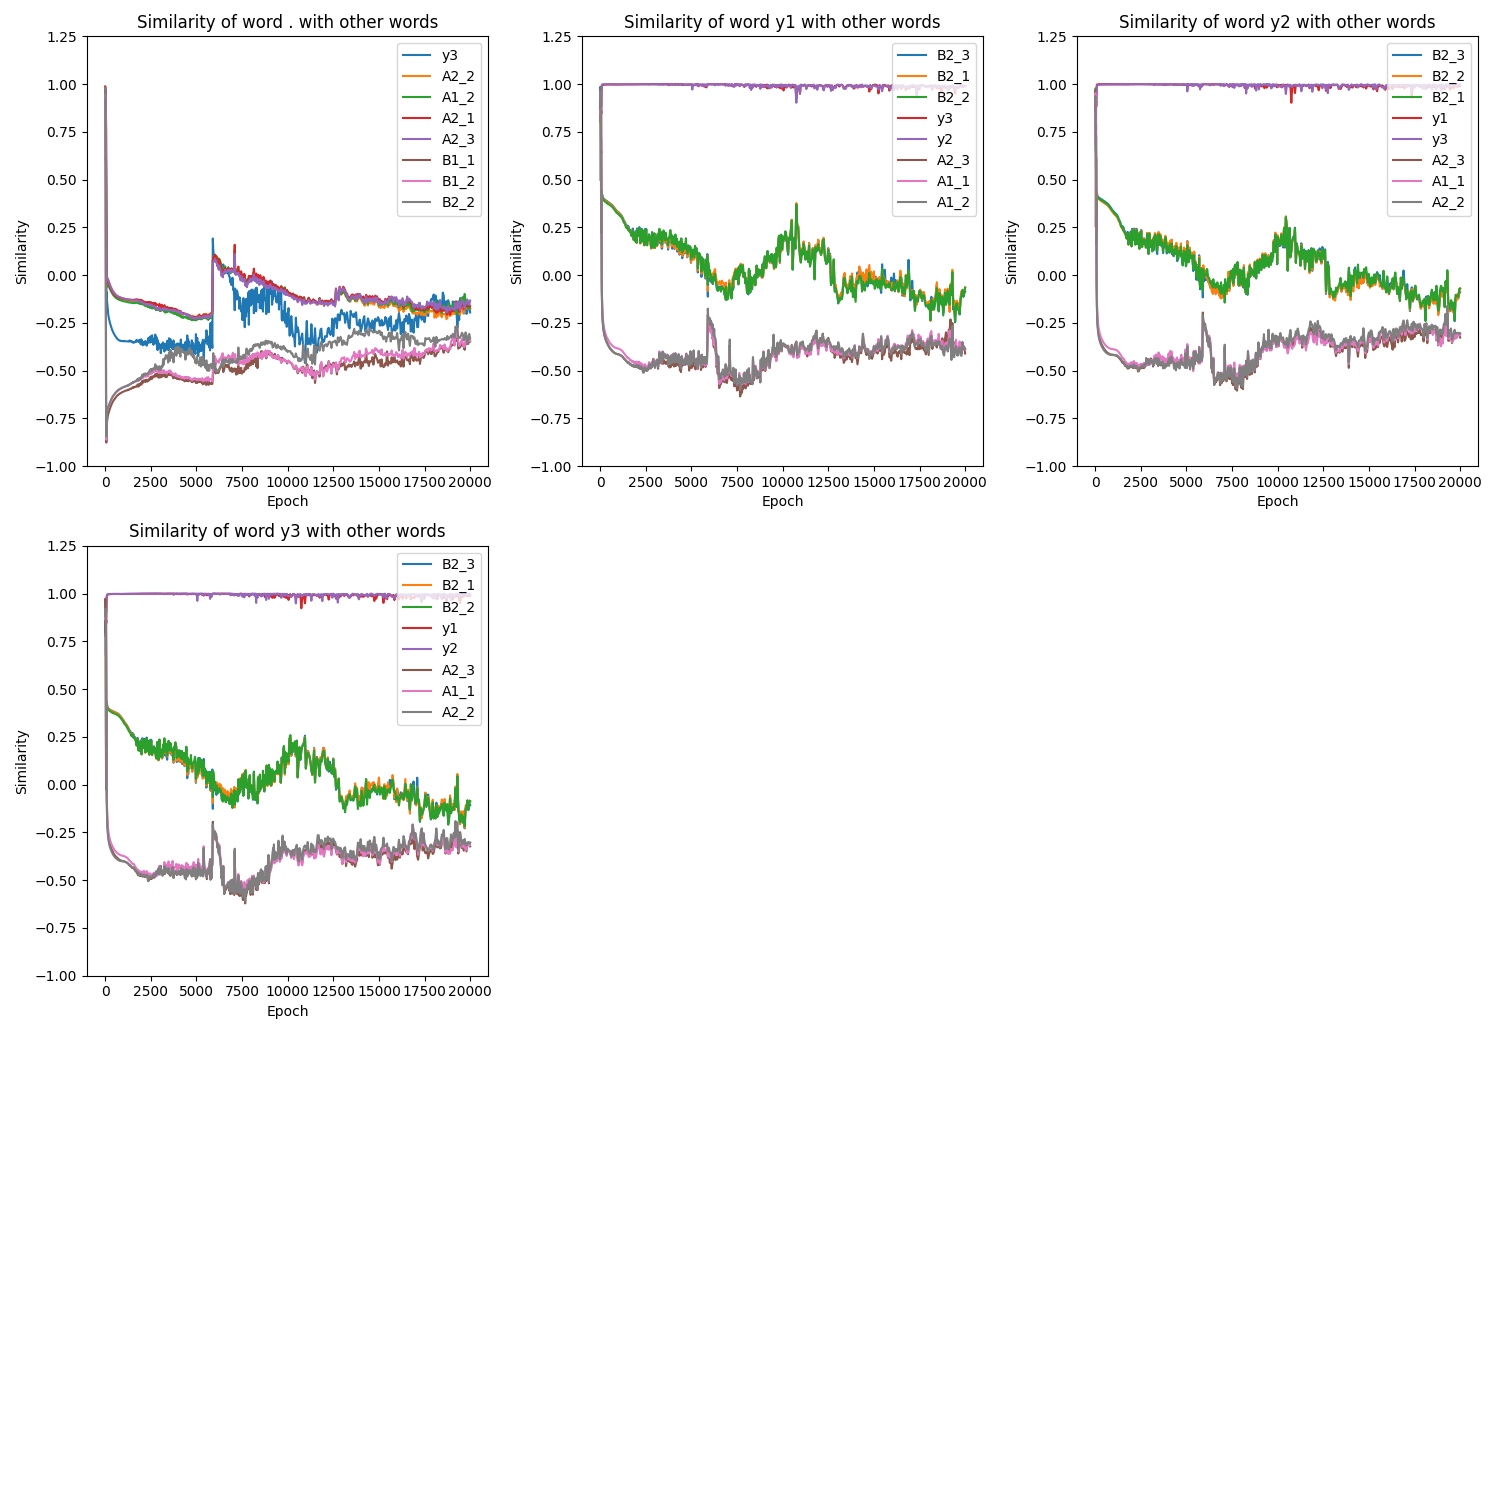 Similarity of word . with other words
1.25
1.00
0.75
0.50
0.25
0.00
−0.25
−0.50
−0.75
−1.00
Similarity
0 2500 5000 7500 10000 12500 15000 17500 20000
Epoch
y3
A2_2
A1_2
A2_1
A2_3
B1_1
B1_2
B2_2
Similarity of word y1 with other words
1.25
1.00
0.75
0.50
0.25
0.00
−0.25
−0.50
−0.75
−1.00
Similarity
0 2500 5000 7500 10000 12500 15000 17500 20000
Epoch
B2_3
B2_1
B2_2
y3
y2
A2_3
A1_1
A1_2
Similarity of word y2 with other words
1.25
1.00
0.75
0.50
0.25
0.00
−0.25
−0.50
−0.75
−1.00
Similarity
0 2500 5000 7500 10000 12500 15000 17500 20000
Epoch
B2_3
B2_2
B2_1
y1
y3
A2_3
A1_1
A2_2
Similarity of word y3 with other words
1.25
1.00
0.75
0.50
0.25
0.00
−0.25
−0.50
−0.75
−1.00
Similarity
0 2500 5000 7500 10000 12500 15000 17500 20000
Epoch
B2_3
B2_1
B2_2
y1
y2
A2_3
A1_1
A2_2